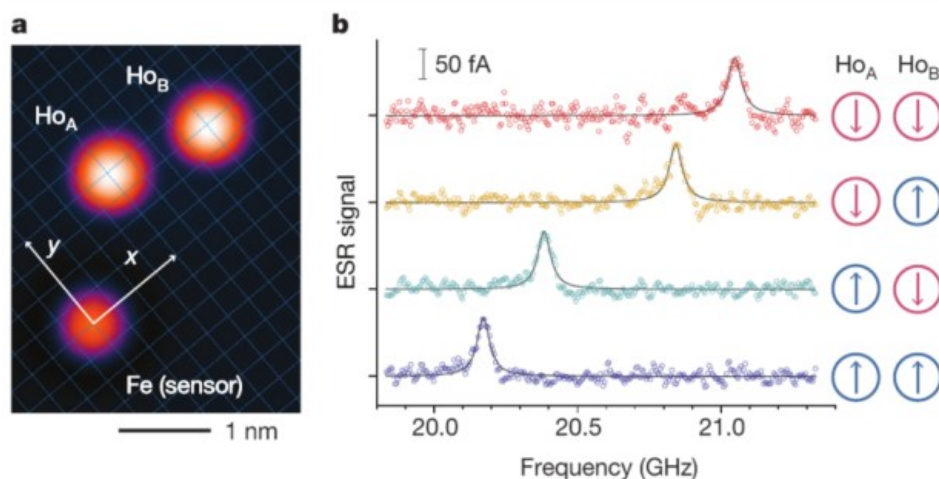 a
Ho_A
Ho_B
y
x
Fe (sensor)
1 nm
b
50 fA
Ho_A Ho_B
↓ ↓
↓ ↑
↑ ↓
↑ ↑
ESR signal
20.0 20.5 21.0
Frequency (GHz)